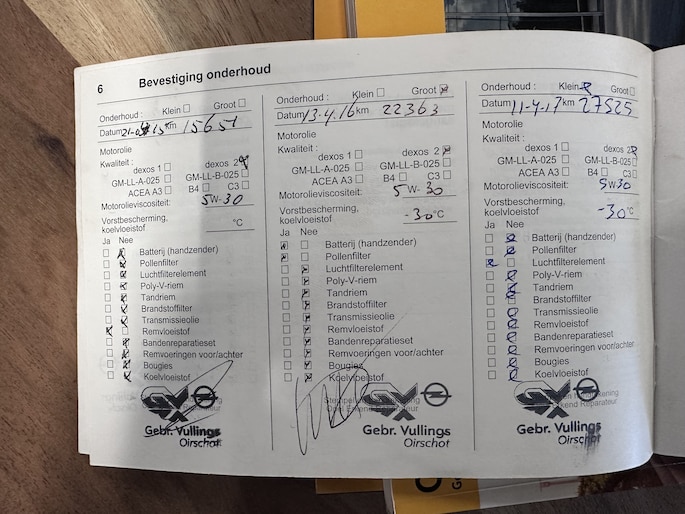 6
Bevestiging onderhoud
Onderhoud : Klein Groot
Datum 15 km 15651
Motorolie
Kwaliteit :
dexos 1 dexos 2
GM-LL-A-025 GM-LL-B-025
ACEA A3 B4 C3
Motorolieviscositeit: 5W-30
Vorstbescherming,
koelvloeistof °C
Ja Nee
Batterij (handzender)
Pollenfilter
Luchtfilterelement
Poly-V-riem
Tandriem
Brandstoffilter
Transmissieolie
Remvloeistof
Bandenreparatieset
Remvoeringen voor/achter
Bougies
Koelvloeistof
Gebr. Vullings
Oirschot
Onderhoud : Klein Groot
Datum 13-4-16 km 22363
Motorolie
Kwaliteit :
dexos 1 dexos 2
GM-LL-A-025 GM-LL-B-025
ACEA A3 B4 C3
Motorolieviscositeit: 5W-30
Vorstbescherming,
koelvloeistof -30°C
Ja Nee
Batterij (handzender)
Pollenfilter
Luchtfilterelement
Poly-V-riem
Tandriem
Brandstoffilter
Transmissieolie
Remvloeistof
Bandenreparatieset
Remvoeringen voor/achter
Bougies
Koelvloeistof
Gebr. Vullings
Oirschot
Onderhoud : Klein Groot
Datum 11-4-17 km 27525
Motorolie
Kwaliteit :
dexos 1 dexos 2
GM-LL-A-025 GM-LL-B-025
ACEA A3 B4 C3
Motorolieviscositeit: 5W30
Vorstbescherming,
koelvloeistof -30°C
Ja Nee
Batterij (handzender)
Pollenfilter
Luchtfilterelement
Poly-V-riem
Tandriem
Brandstoffilter
Transmissieolie
Remvloeistof
Bandenreparatieset
Remvoeringen voor/achter
Bougies
Koelvloeistof
Gebr. Vullings
Oirschot